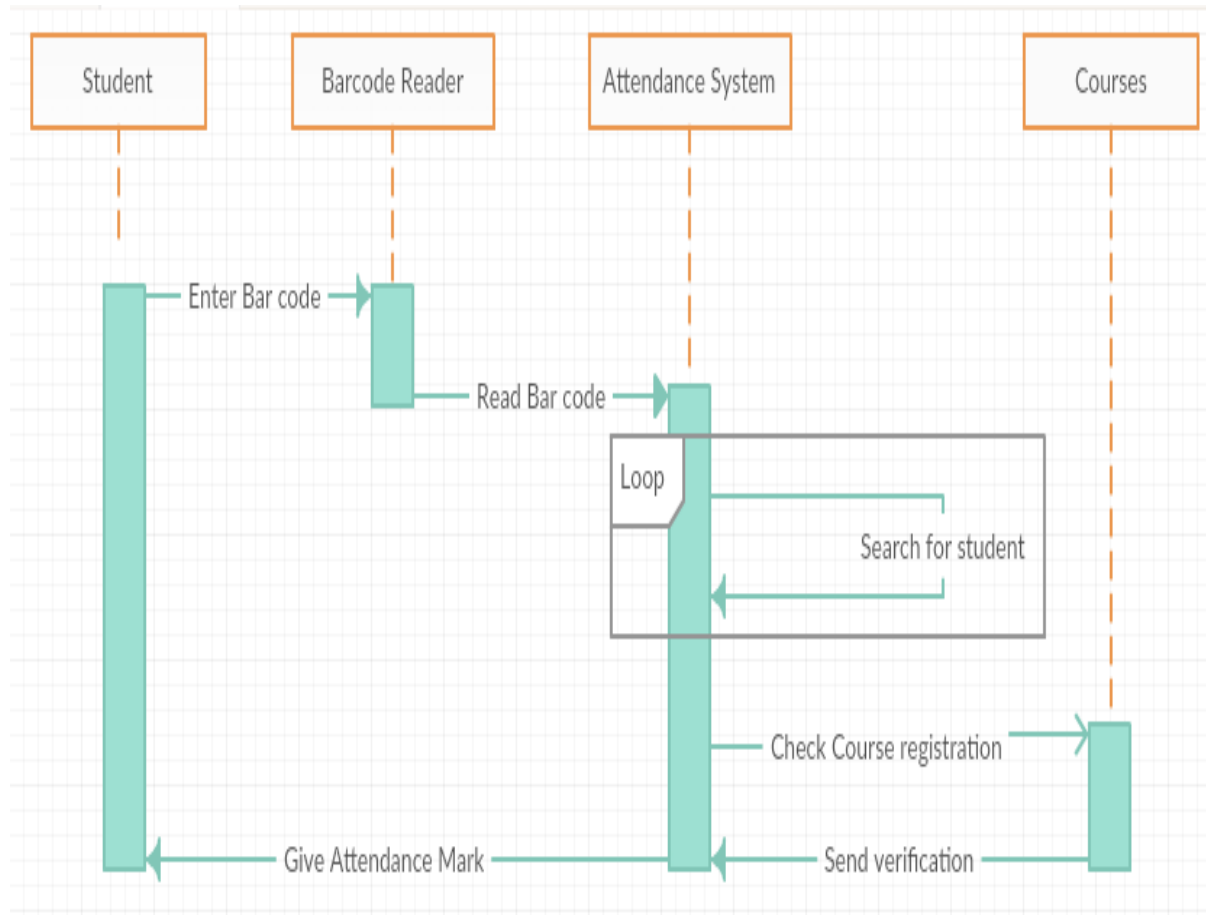 Student
Barcode Reader
Attendance System
Courses
Enter Bar code
Read Bar code
Loop
Search for student
Check Course registration
Give Attendance Mark
Send verification